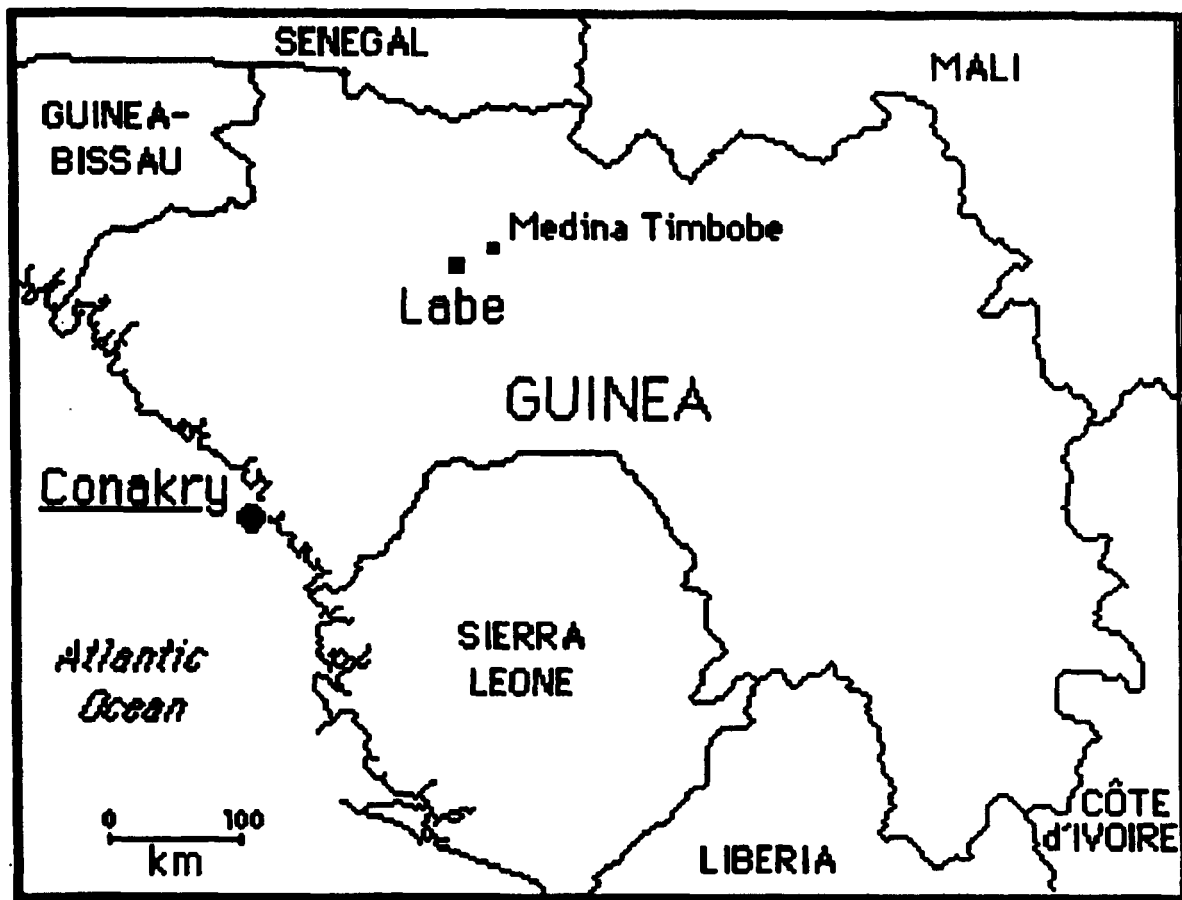 SENEGAL
MALI
GUINEA-
BISSAU
Medina Timbobe
Labe
GUINEA
Conakry
SIERRA
LEONE
Atlantic
Ocean
0 100
km
LIBERIA
CÔTE
d'IVOIRE